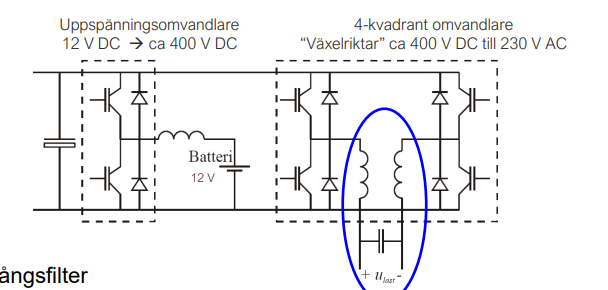 Uppspänningsomvandlare
12 V DC → ca 400 V DC
4-kvadrant omvandlare
“Växelriktar” ca 400 V DC till 230 V AC
Batteri
12 V
+ u last -
ångsfilter